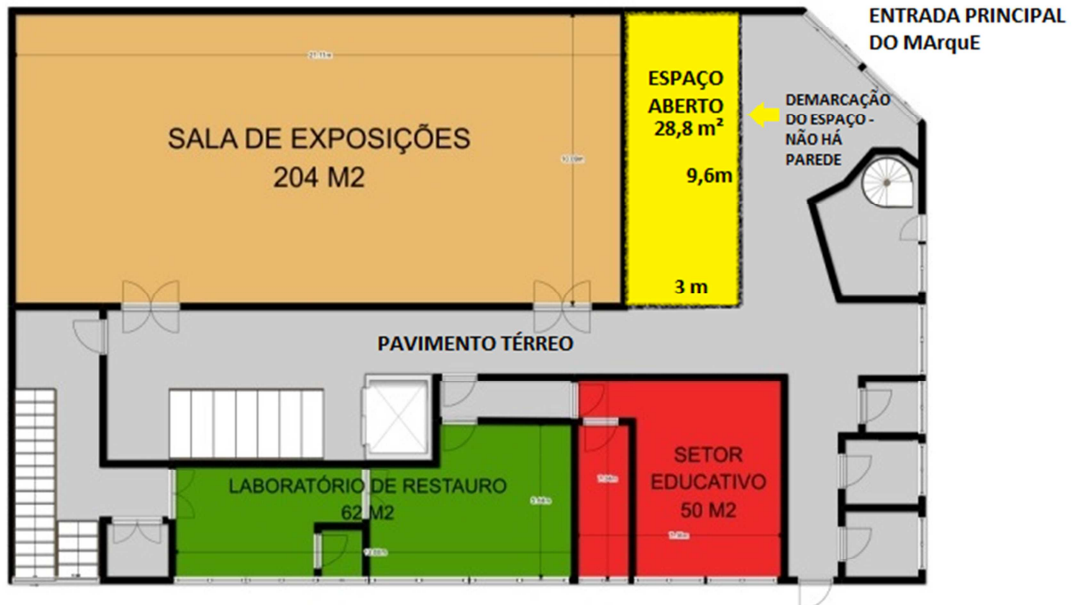 ENTRADA PRINCIPAL
DO MArquE
ESPAÇO
ABERTO
28,8 m²
DEMARCAÇÃO
DO ESPAÇO -
NÃO HÁ
PAREDE
SALA DE EXPOSIÇÕES
204 M2
9,6m
3 m
PAVIMENTO TÉRREO
LABORATÓRIO DE RESTAURO
62 M2
SETOR
EDUCATIVO
50 M2